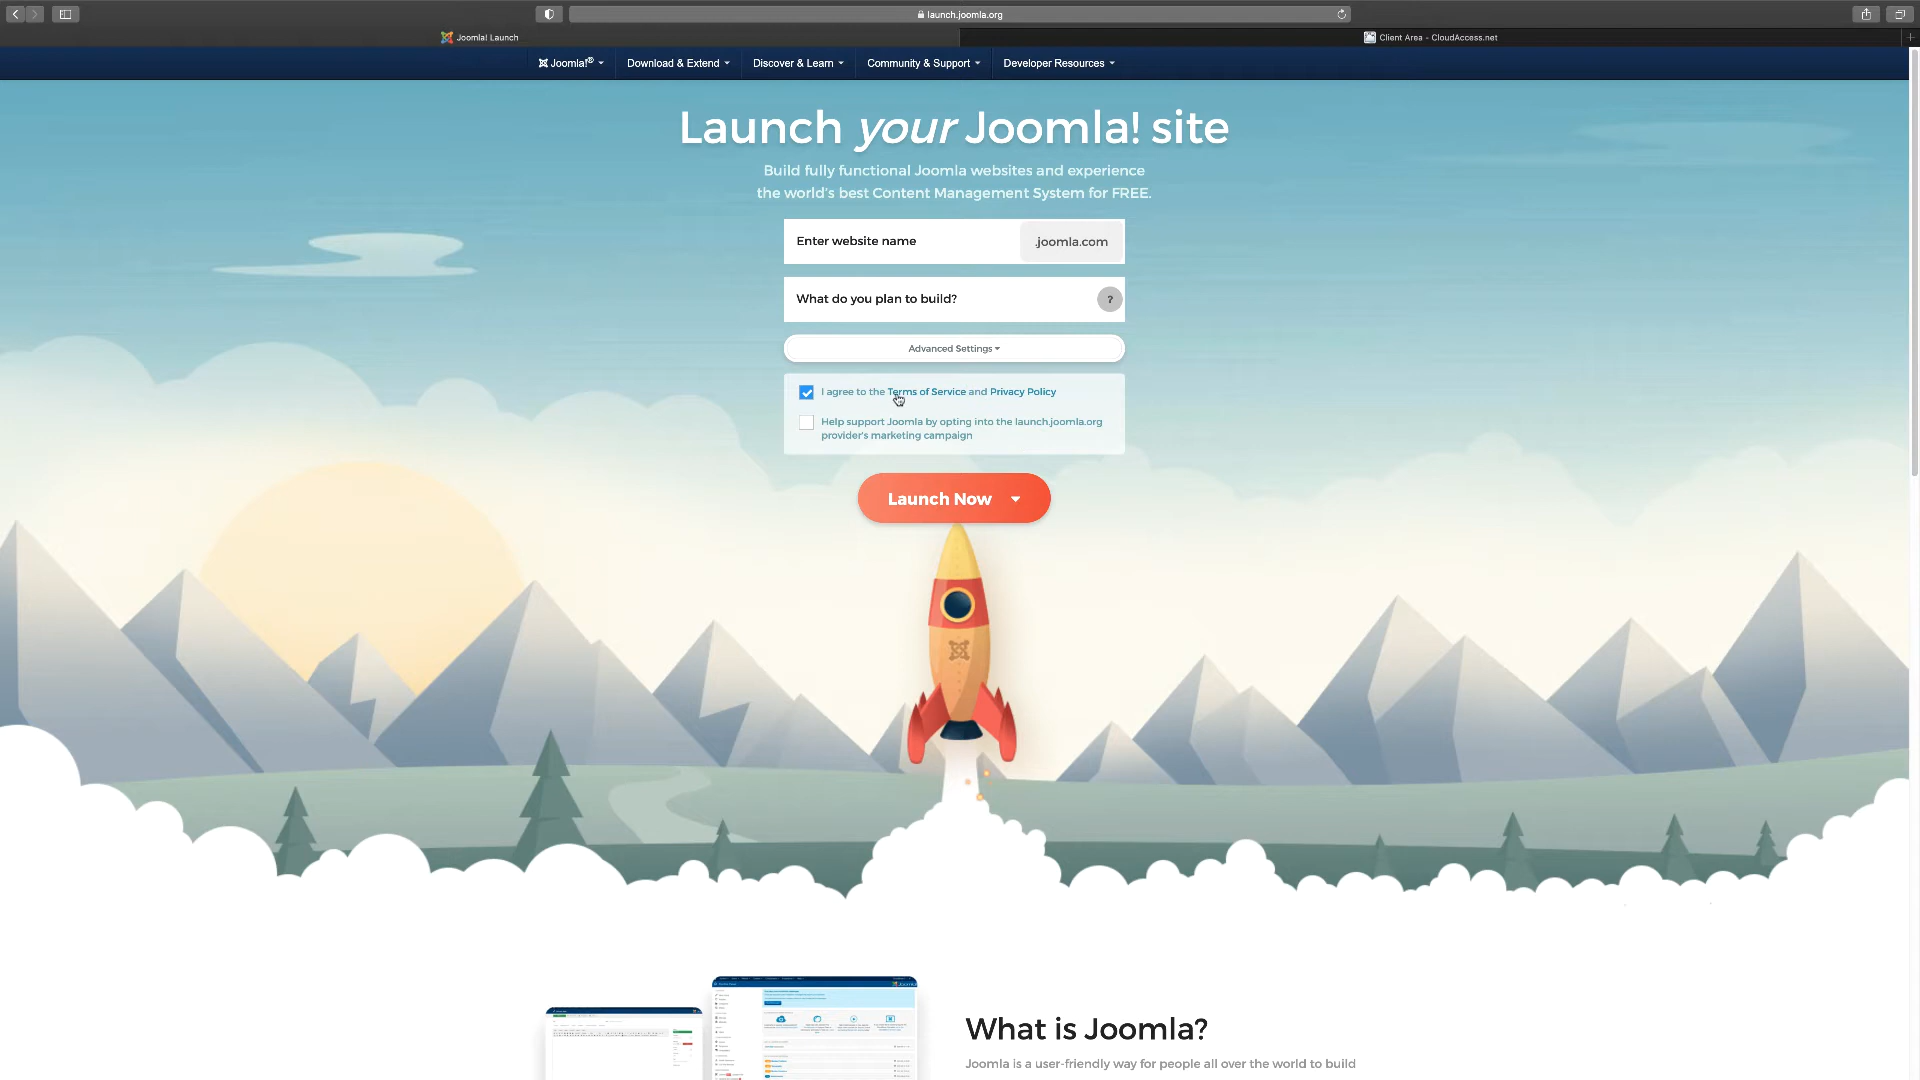 launch.joomla.org
Joomla! Launch
Client Area - CloudAccess.net
Joomla!®
Download & Extend
Discover & Learn
Community & Support
Developer Resources
Launch your Joomla! site
Build fully functional Joomla websites and experience
the world's best Content Management System for FREE.
Enter website name
.joomla.com
What do you plan to build?
?
Advanced Settings
I agree to the Terms of Service and Privacy Policy
Help support Joomla by opting into the launch.joomla.org
provider's marketing campaign
Launch Now
What is Joomla?
Joomla is a user-friendly way for people all over the world to build